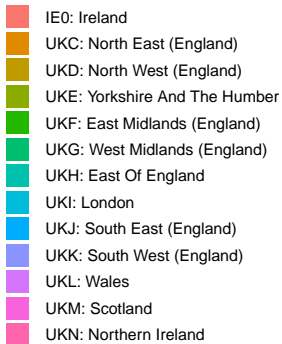 IE0: Ireland
UKC: North East (England)
UKD: North West (England)
UKE: Yorkshire And The Humber
UKF: East Midlands (England)
UKG: West Midlands (England)
UKH: East Of England
UKI: London
UKJ: South East (England)
UKK: South West (England)
UKL: Wales
UKM: Scotland
UKN: Northern Ireland